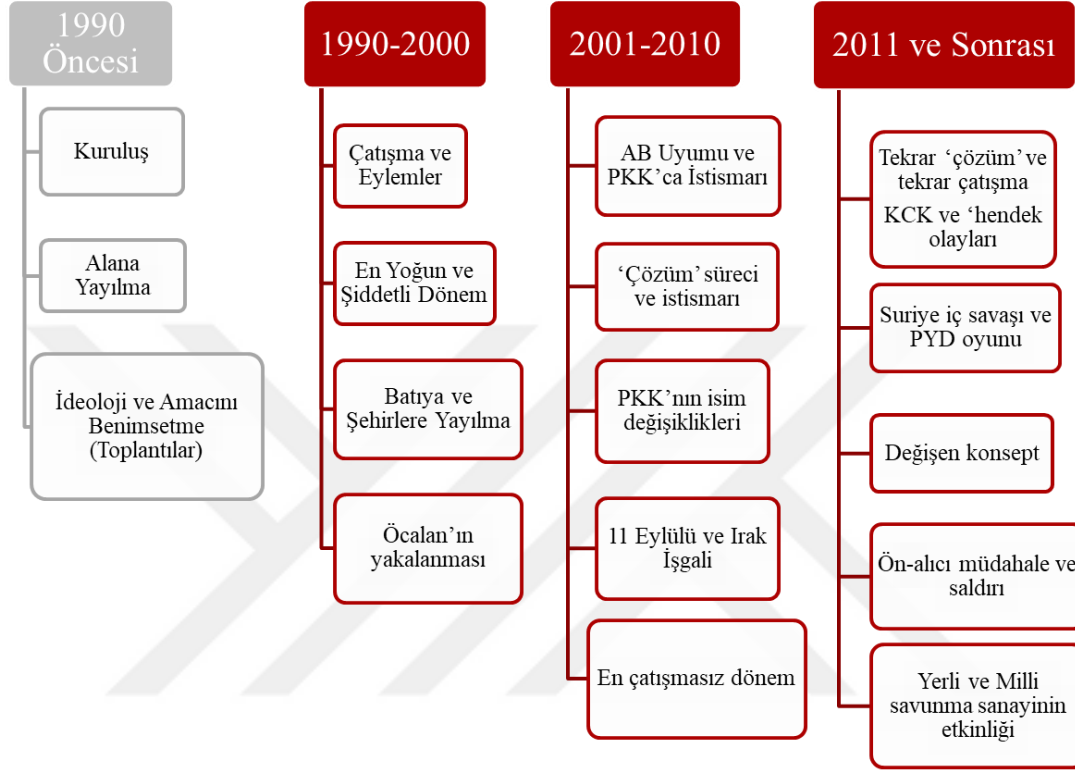 1990
Öncesi
Kuruluş
Alana
Yayılma
İdeoloji ve Amacını
Benimsetme
(Toplantılar)
1990-2000
Çatışma ve
Eylemler
En Yoğun ve
Şiddetli Dönem
Batıya ve
Şehirlere Yayılma
Öcalan’ın
yakalanması
2001-2010
AB Uyumu ve
PKK’ca İstismarı
‘Çözüm’ süreci
ve istismarı
PKK’nın isim
değişiklikleri
11 Eylülü ve Irak
İşgali
En çatışmasız dönem
2011 ve Sonrası
Tekrar ‘çözüm’ ve
tekrar çatışma
KCK ve ‘hendek
olayları
Suriye iç savaşı ve
PYD oyunu
Değişen konsept
Ön-alıcı müdahale ve
saldırı
Yerli ve Milli
savunma sanayinin
etkinliği